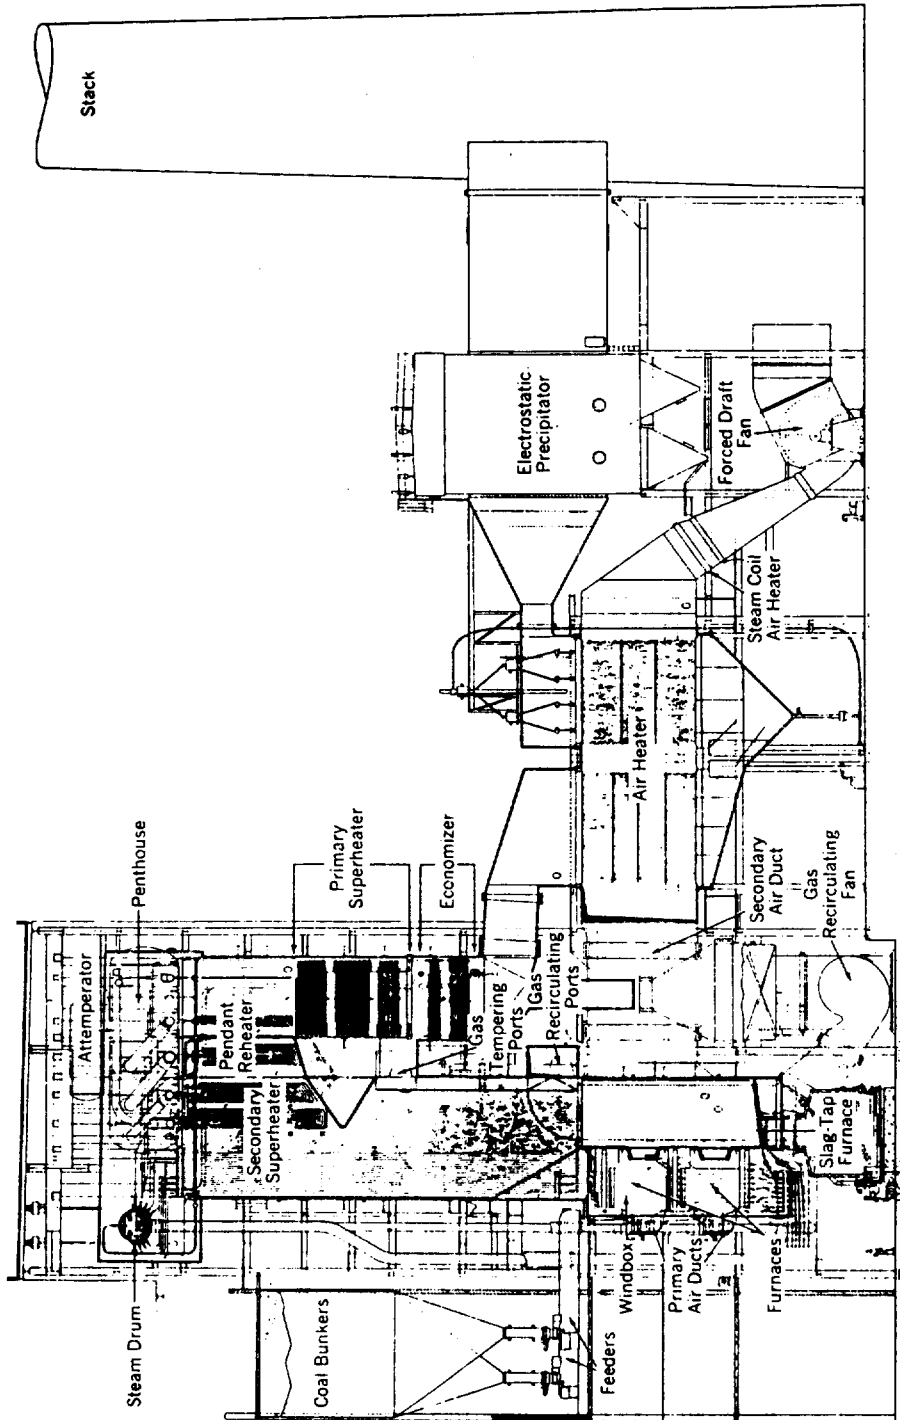 Stack
Electrostatic
Precipitator
Forced Draft
Fan
Steam Coil
Air Heater
Air Heater
Penthouse
Primary
Superheater
Economizer
Secondary
Air Duct
Gas
Recirculating
Fan
Attemperator
Pendant
Reheater
Gas
Tempering
Ports
Gas
Recirculating
Ports
Secondary
Superheater
Slag-Tap
Furnace
Steam Drum
Coal Bunkers
Feeders
Windbox
Primary
Air Ducts
Furnaces